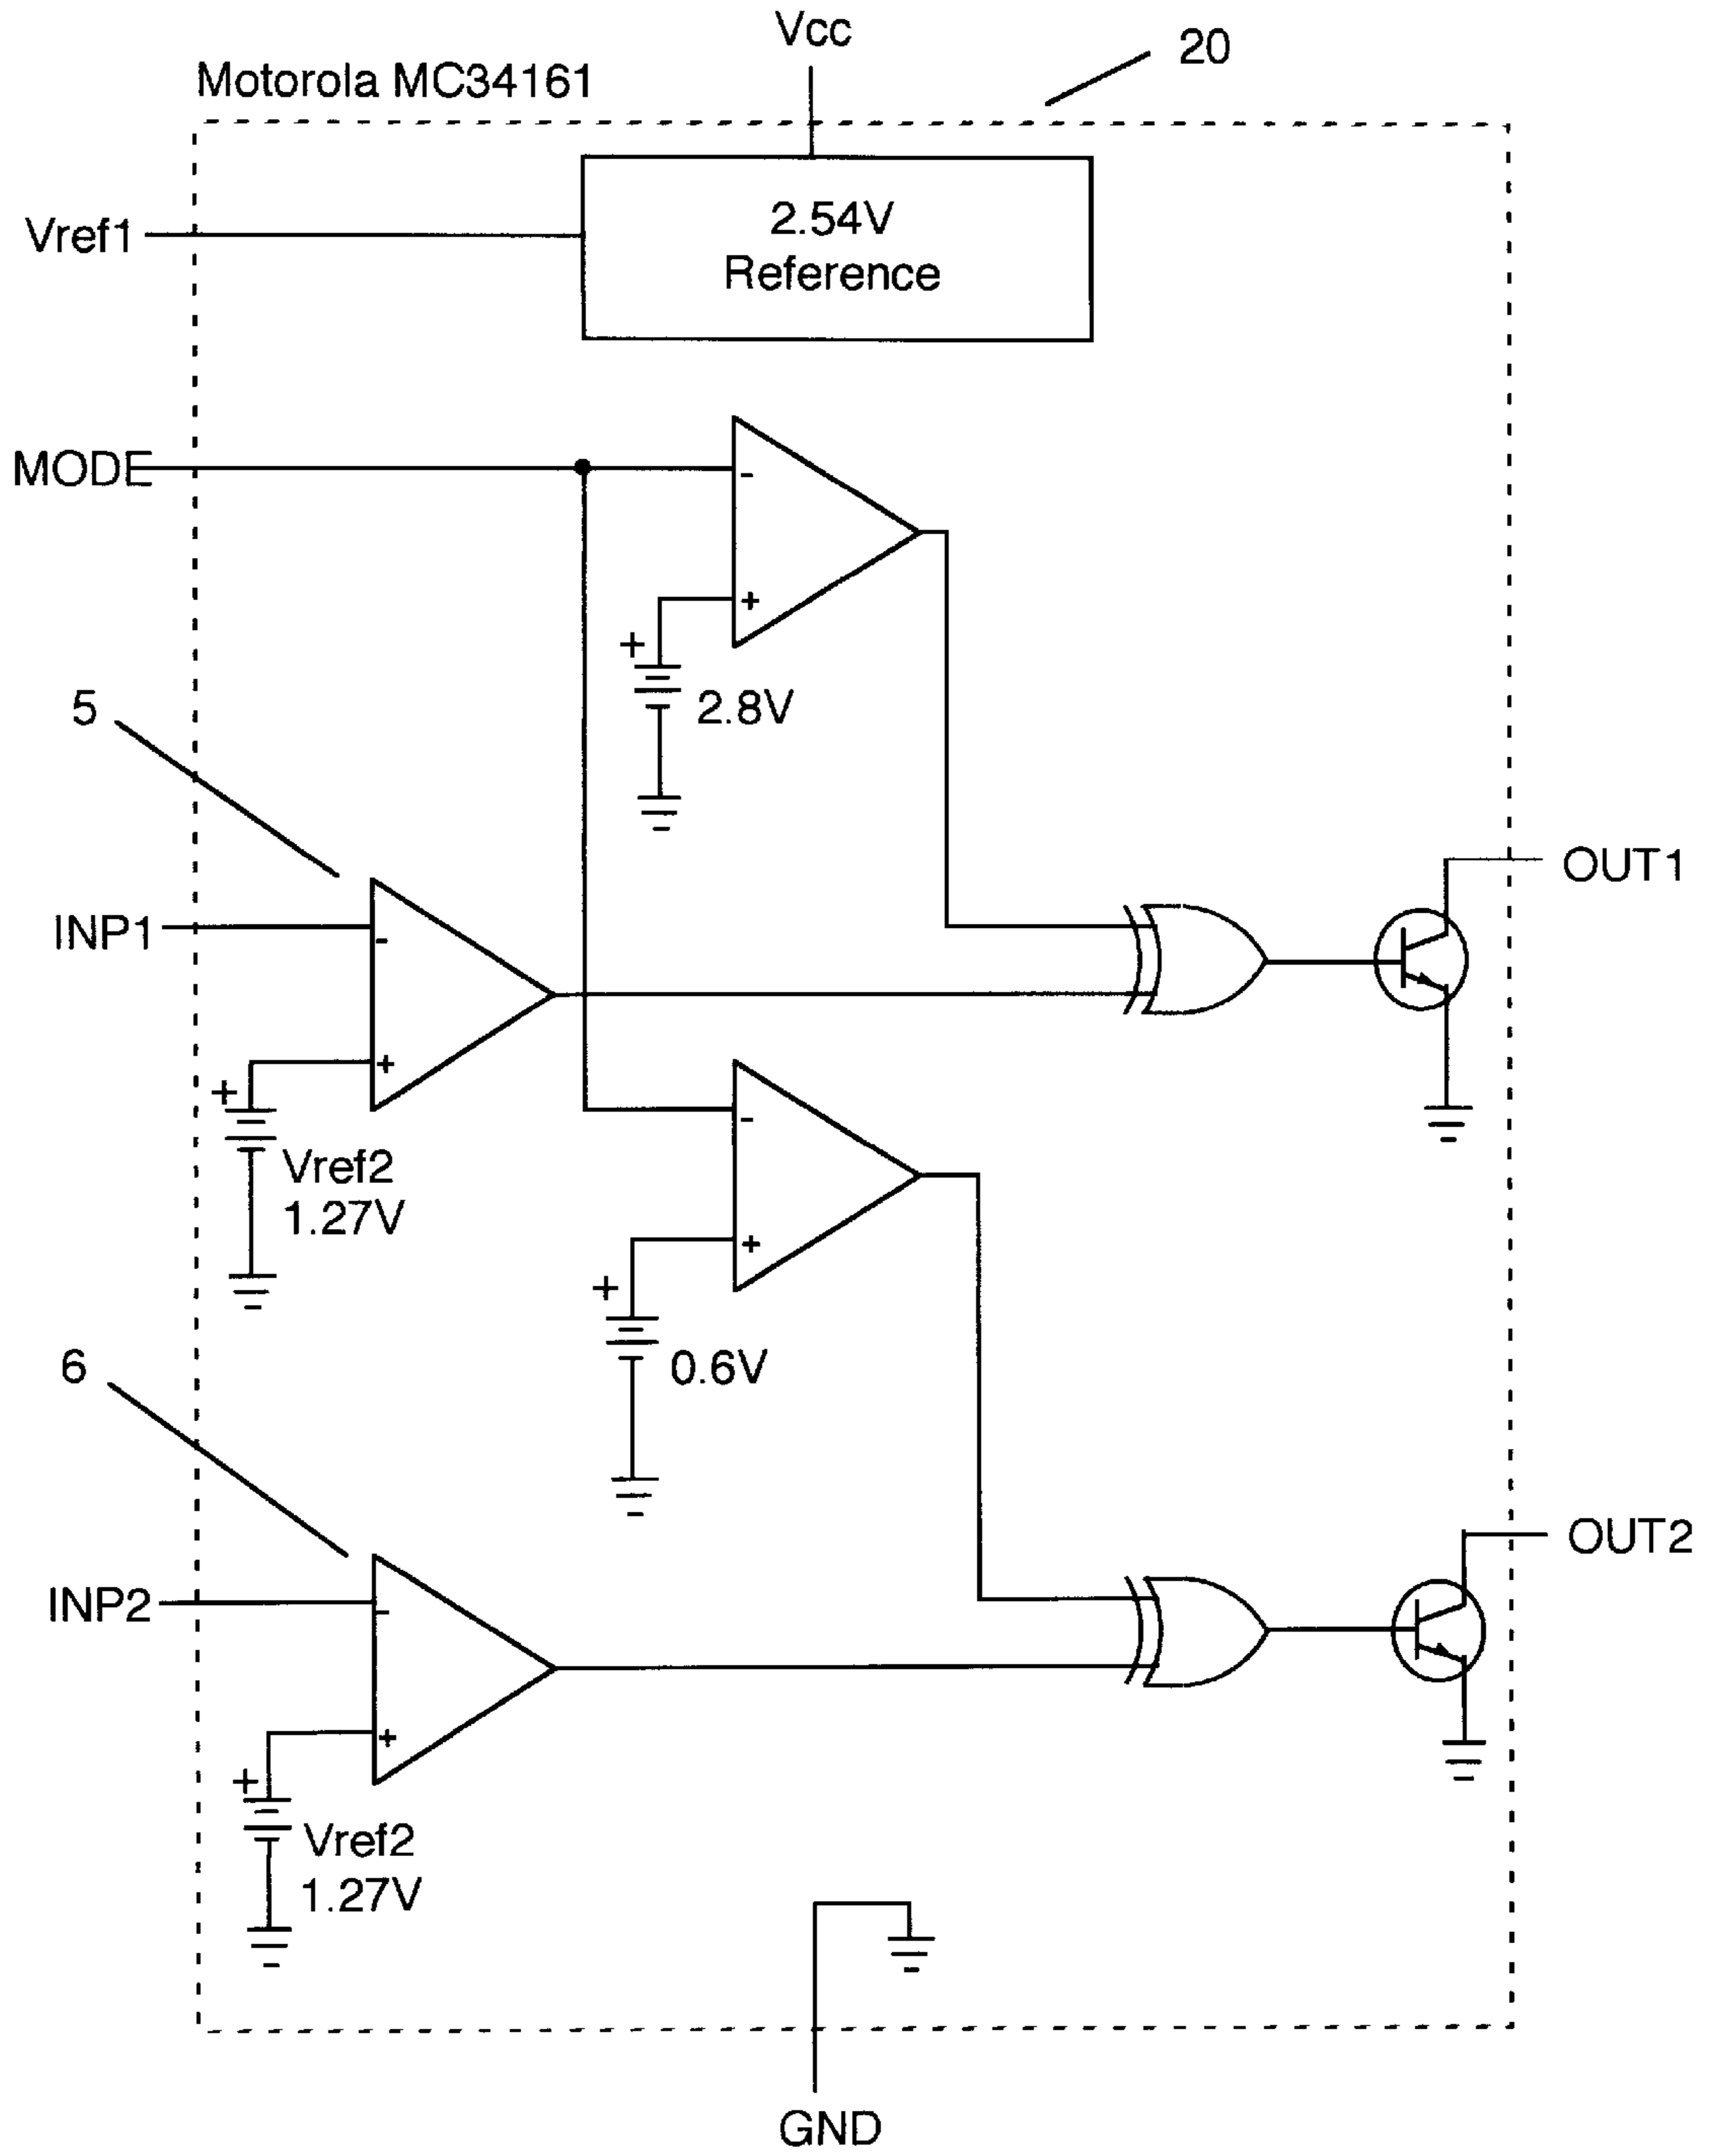 Vcc
20
Motorola MC34161
2.54V
Reference
Vref1
MODE
-
+
+
2.8V
5
OUT1
INP1
-
+
+
Vref2
1.27V
-
+
+
0.6V
6
OUT2
INP2
-
+
+
Vref2
1.27V
GND